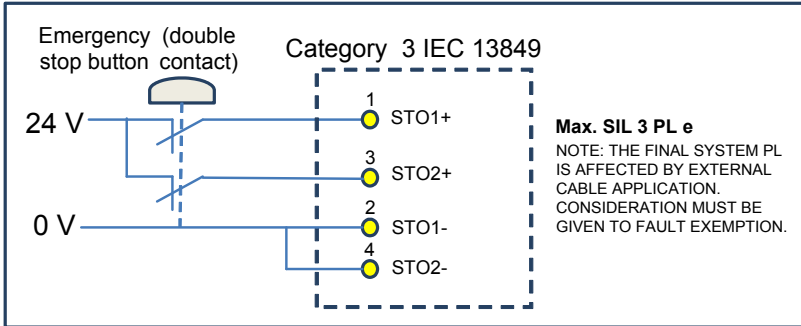 Emergency (double
stop button contact)
Category 3 IEC 13849
24 V
1
STO1+
3
STO2+
0 V
2
STO1-
4
STO2-
Max. SIL 3 PL e
NOTE: THE FINAL SYSTEM PL
IS AFFECTED BY EXTERNAL
CABLE APPLICATION.
CONSIDERATION MUST BE
GIVEN TO FAULT EXEMPTION.